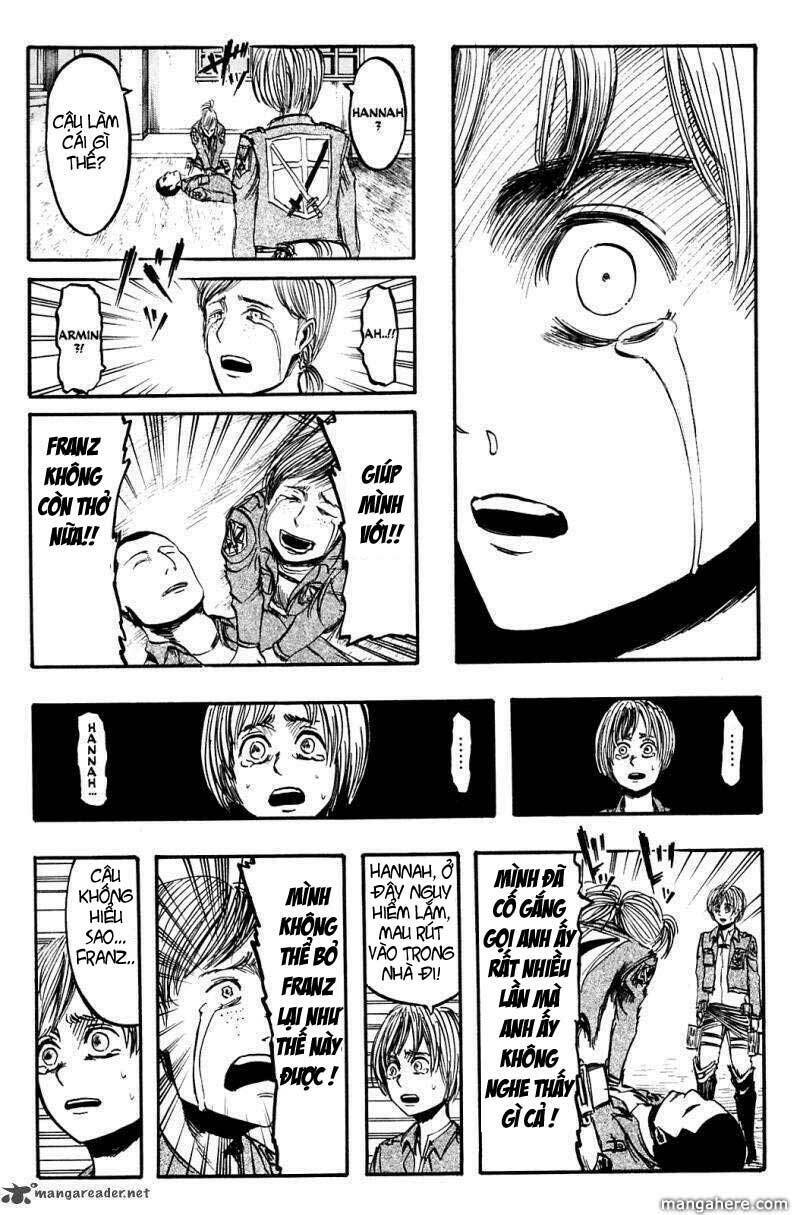 HANNAH
?
CẬU LÀM
CÁI GÌ
THẾ?
AH..!!
ARMIN
?!
GIÚP
MÌNH
VỚI!!
FRANZ
KHÔNG
CÒN THỞ
NỮA!!
.......
......
HANNAH...
MÌNH ĐÃ
CỐ GẮNG
GỌI ANH ẤY
RẤT NHIỀU
LẦN MÀ
ANH ẤY
KHÔNG
NGHE THẤY
GÌ CẢ !
HANNAH, Ở
ĐÂY NGUY
HIỂM LẮM,
MAU RÚT
VÀO TRONG
NHÀ ĐI!
MÌNH
KHÔNG
THỂ BỎ
FRANZ
LẠI NHƯ
THẾ NÀY
ĐƯỢC !
CẬU
KHÔNG
HIỂU
SAO...
FRANZ..
mangareader.net
mangahere.com